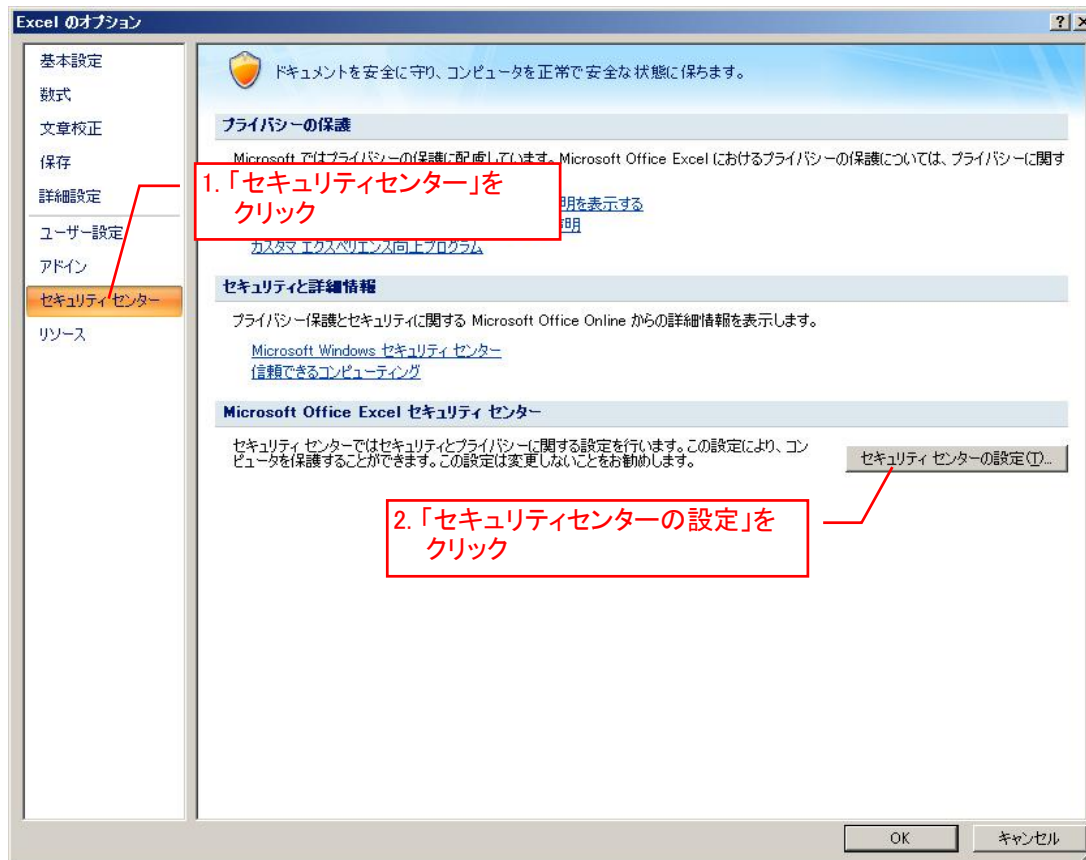 Excel のオプション
基本設定
数式
文章校正
保存
詳細設定
ユーザー設定
アドイン
セキュリティ センター
リソース
ドキュメントを安全に守り、コンピュータを正常で安全な状態に保ちます。
プライバシーの保護
Microsoft ではプライバシーの保護に配慮しています。Microsoft Office Excel におけるプライバシーの保護については、プライバシーに関す
1. 「セキュリティセンター」を
クリック
明を表示する
明
カスタマ エクスペリエンス向上プログラム
セキュリティと詳細情報
プライバシー保護とセキュリティに関する Microsoft Office Online からの詳細情報を表示します。
Microsoft Windows セキュリティ センター
信頼できるコンピューティング
Microsoft Office Excel セキュリティ センター
セキュリティ センターではセキュリティとプライバシーに関する設定を行います。この設定により、コン
ピュータを保護することができます。この設定は変更しないことをお勧めします。
セキュリティ センターの設定(T)...
2. 「セキュリティセンターの設定」を
クリック
OK
キャンセル